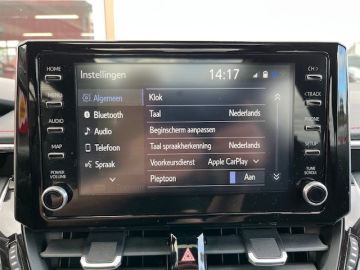 Instellingen 14:17
HOME
MENU
AUDIO
MAP
POWER
VOLUME
Algemeen
Bluetooth
Audio
Telefoon
Spraak
Klok
Taal Nederlands
Beginscherm aanpassen
Taal spraakherkenning Nederlands
Voorkeursdienst Apple CarPlay
Pieptoon Aan
CH
TRACK
PHONE
SETUP
TUNE
SCROLL